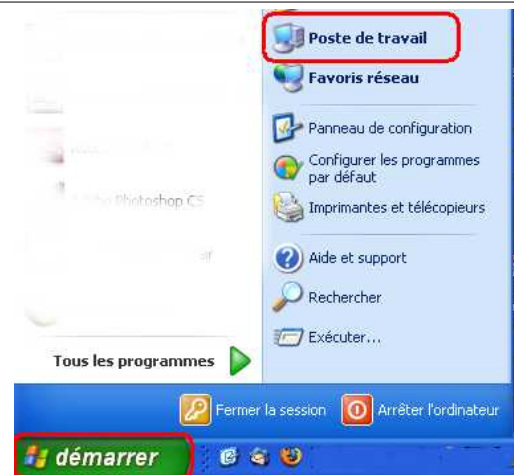 Poste de travail
Favoris réseau
Panneau de configuration
Configurer les programmes
par défaut
Imprimantes et télécopieurs
Aide et support
Rechercher
Exécuter...
Photoshop CS
Tous les programmes
Fermer la session
Arrêter l'ordinateur
démarrer